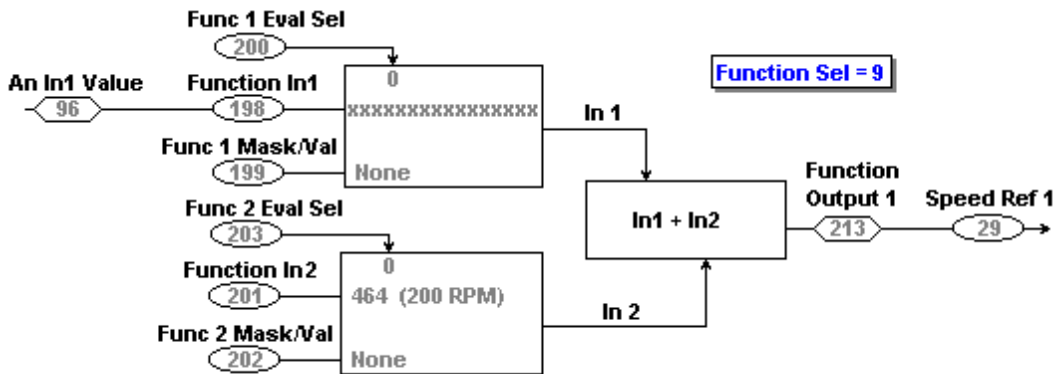 Func 1 Eval Sel
200
0
Function Sel = 9
An In1 Value
96
Function In1
198
xxxxxxxxxxxxxxxx
In 1
Func 1 Mask/Val
199
None
Function
Output 1
Speed Ref 1
In1 + In2
213
29
Func 2 Eval Sel
203
0
Function In2
201
464 (200 RPM)
In 2
Func 2 Mask/Val
202
None